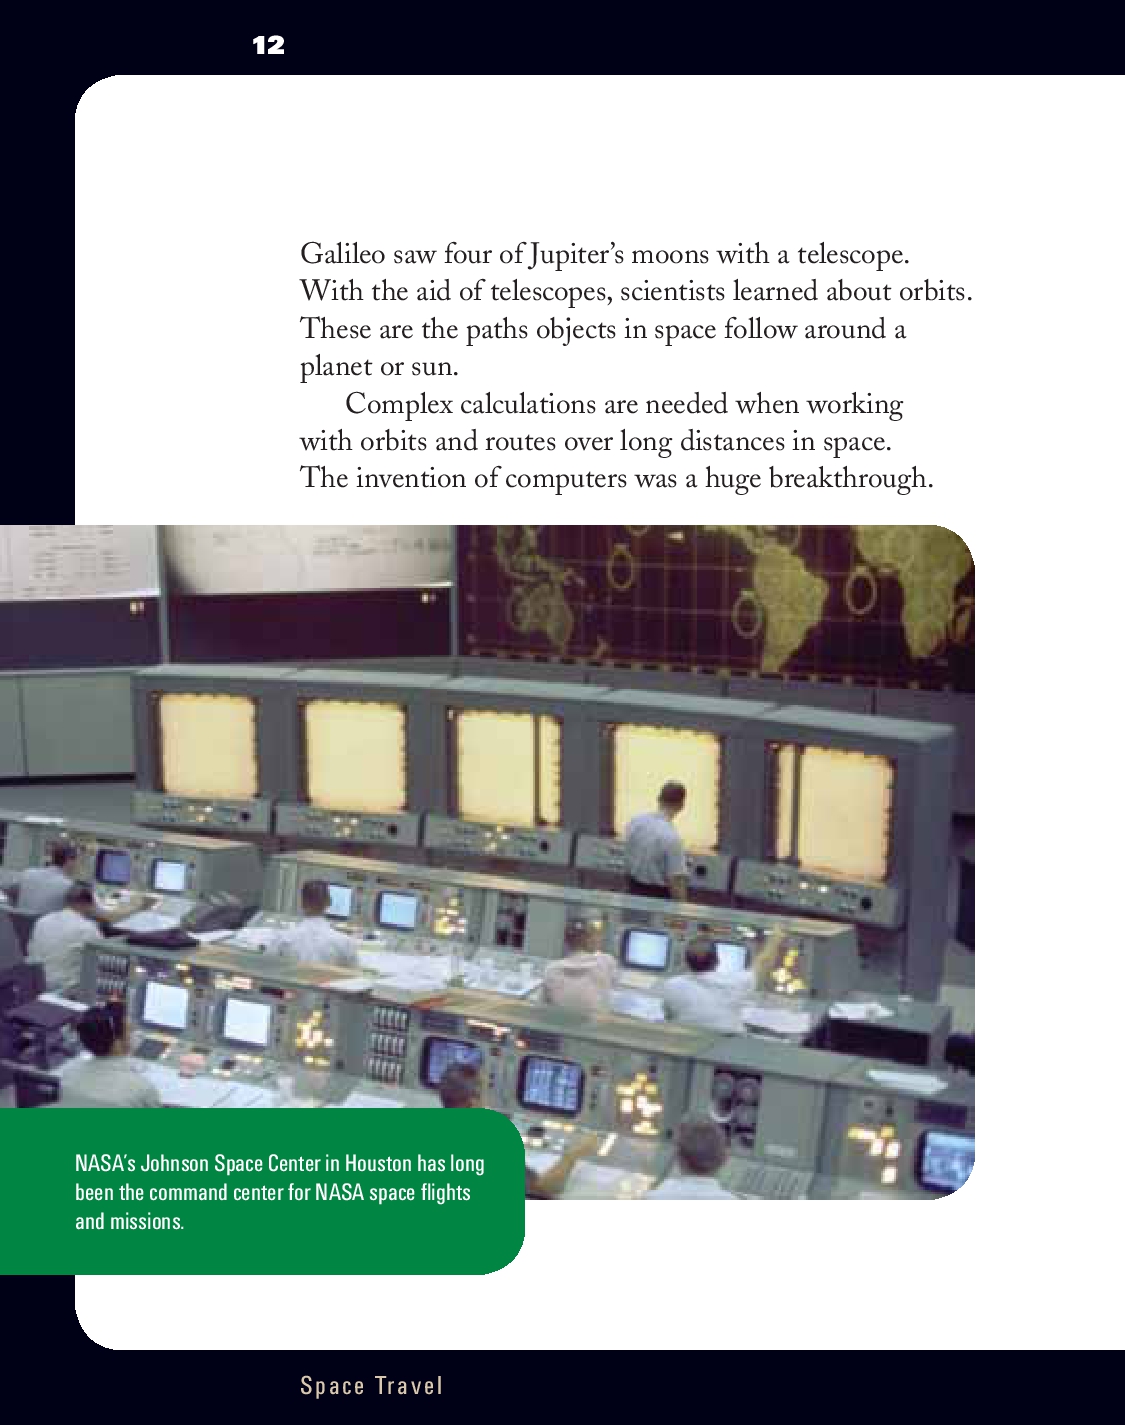 12
Galileo saw four of Jupiter’s moons with a telescope.
With the aid of telescopes, scientists learned about orbits.
These are the paths objects in space follow around a
planet or sun.
Complex calculations are needed when working
with orbits and routes over long distances in space.
The invention of computers was a huge breakthrough.
NASA’s Johnson Space Center in Houston has long
been the command center for NASA space flights
and missions.
Space Travel